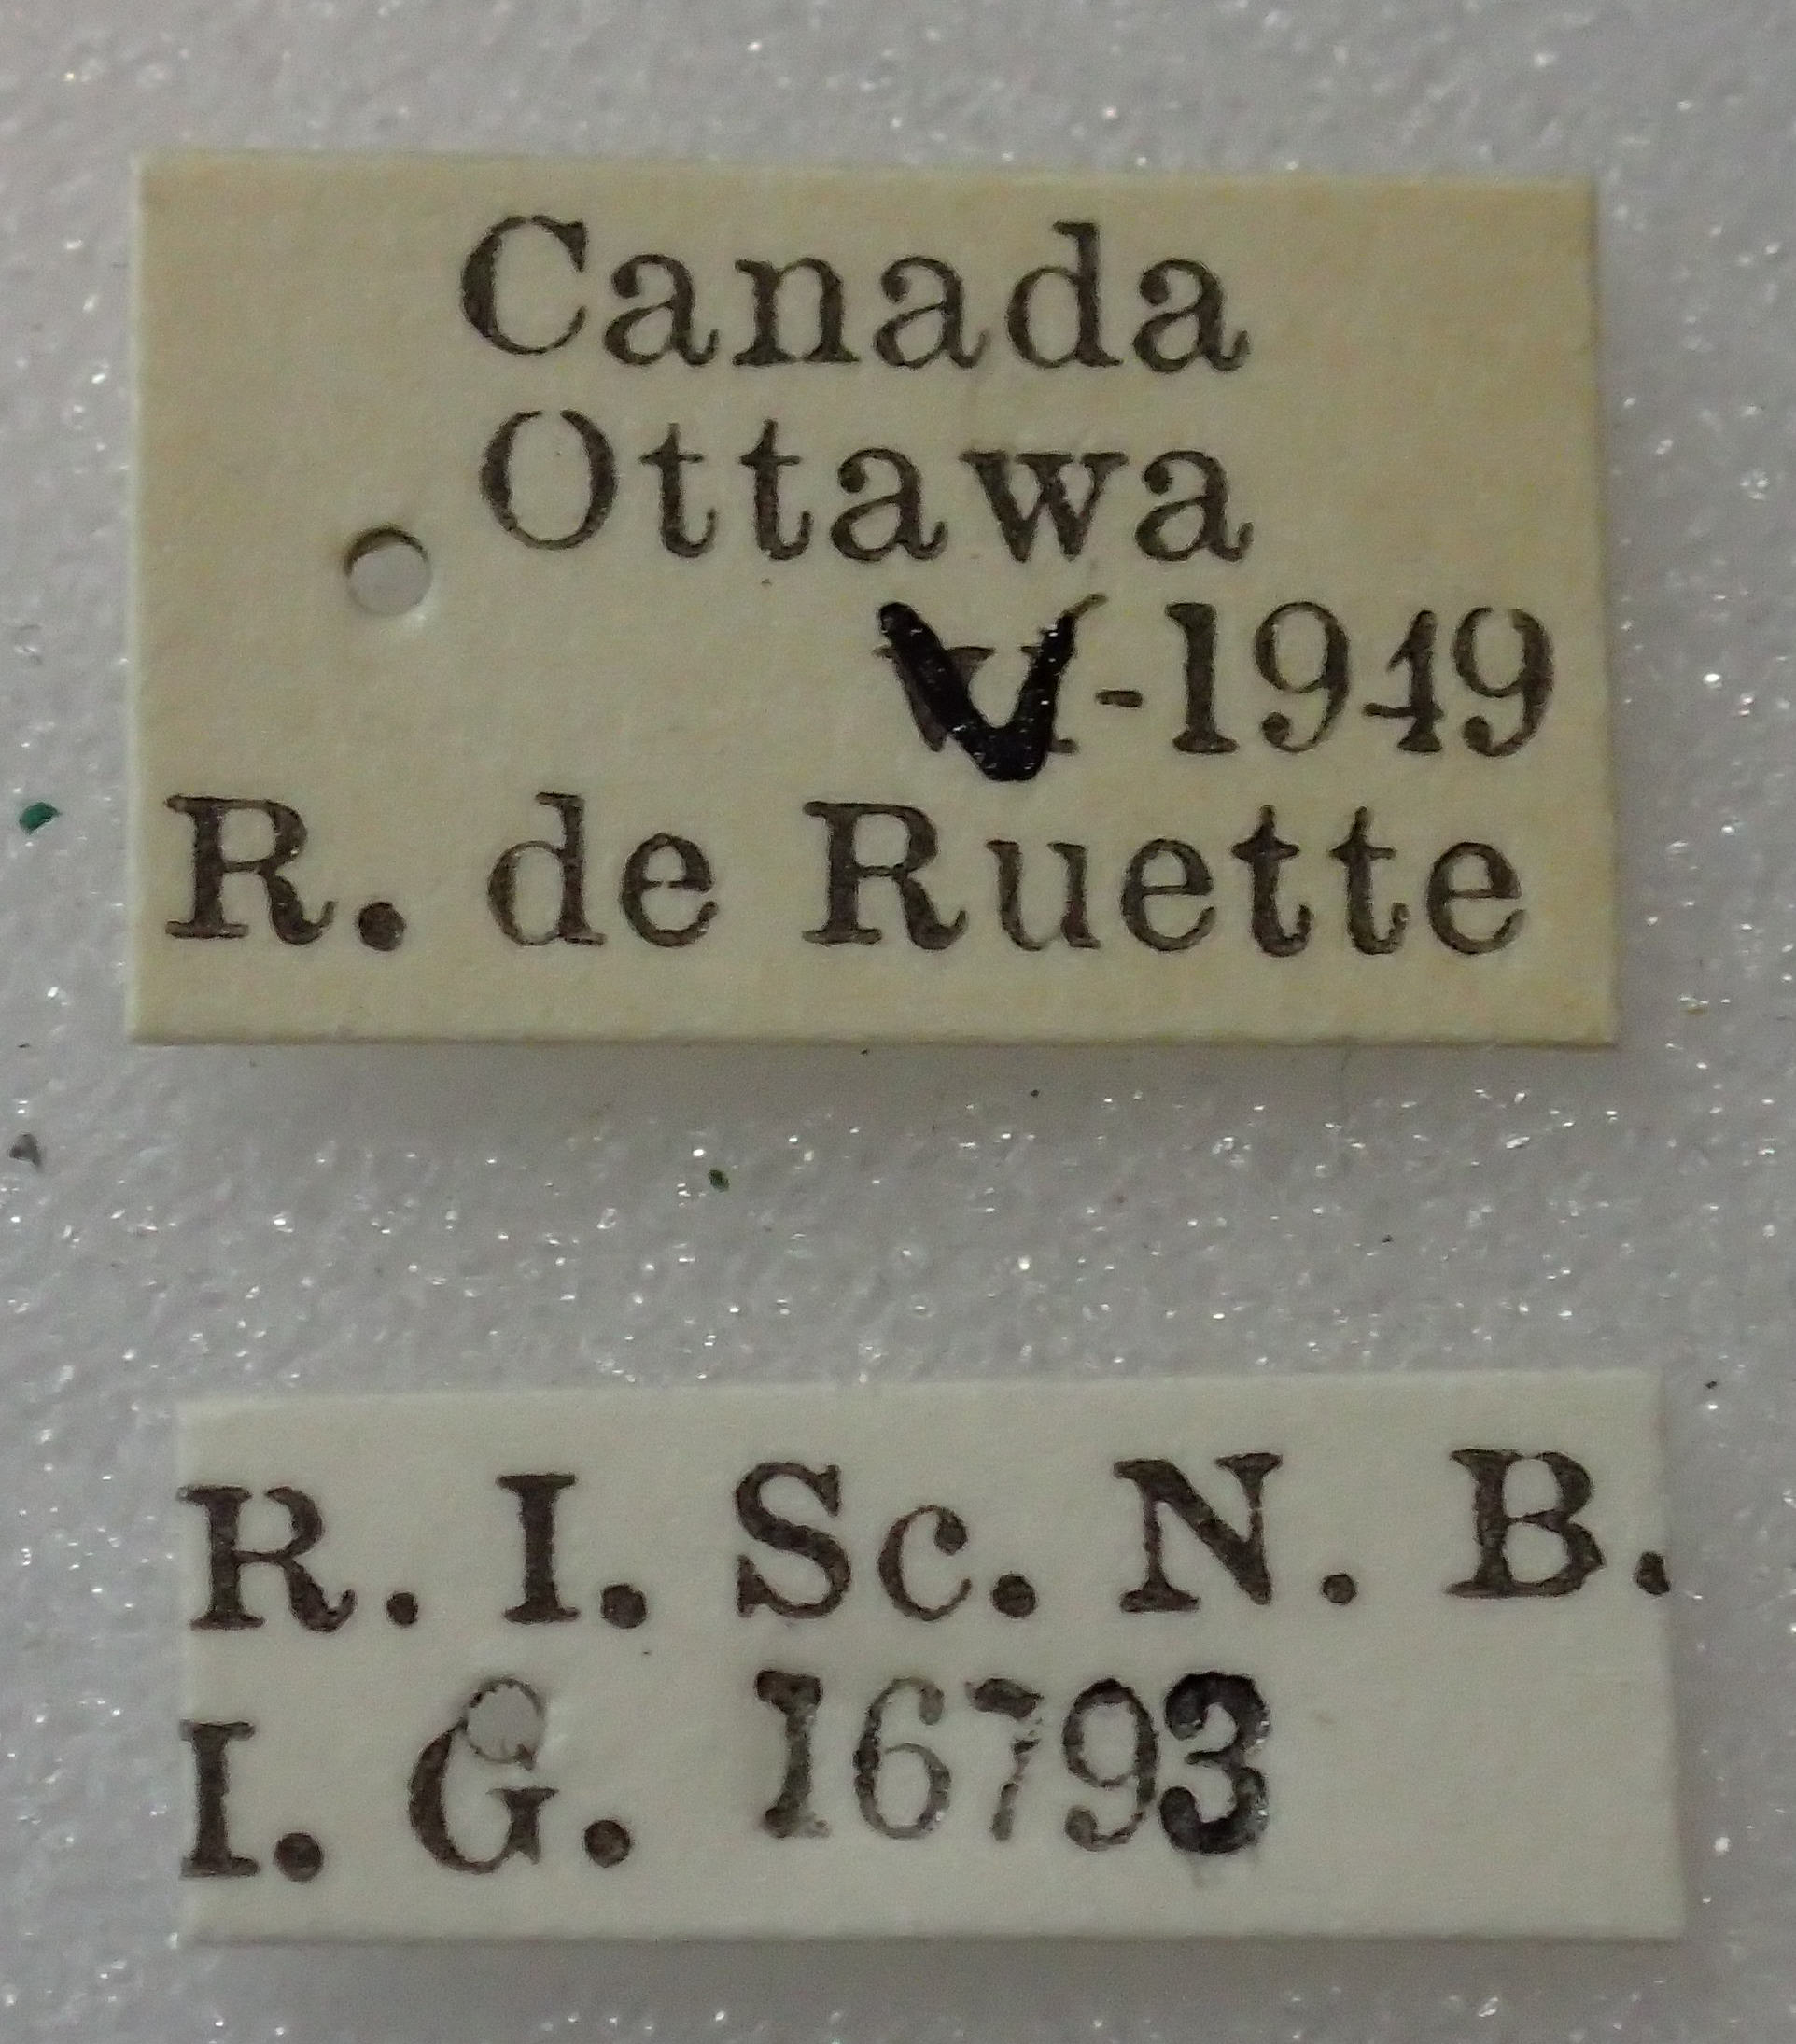 Canada
Ottawa
V-1949
R. de Ruette
R. I. Sc. N. B.
I. G. 16793